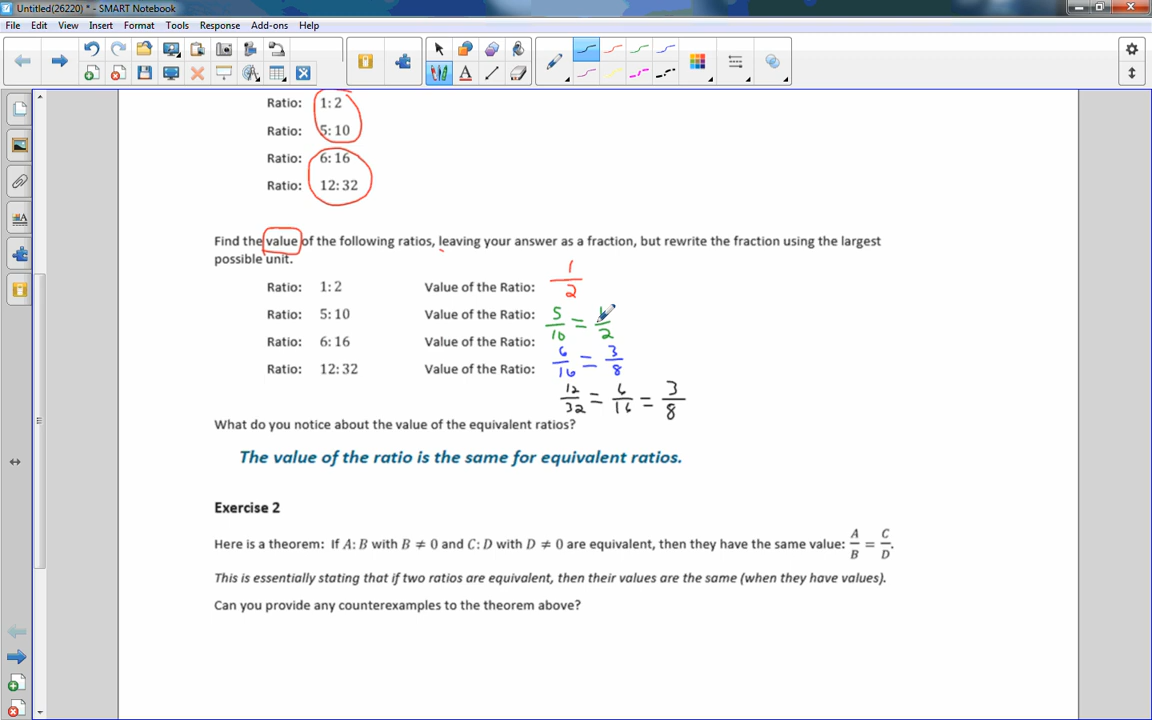 Untitled(26220) * - SMART Notebook
File Edit View Insert Format Tools Response Add-ons Help
Ratio: 1: 2
Ratio: 5: 10
Ratio: 6: 16
Ratio: 12: 32
Find the value of the following ratios, leaving your answer as a fraction, but rewrite the fraction using the largest
possible unit.
Ratio: 1: 2 Value of the Ratio: 1/2
Ratio: 5: 10 Value of the Ratio: 5/10 = 1/2
Ratio: 6: 16 Value of the Ratio: 6/16 = 3/8
Ratio: 12: 32 Value of the Ratio: 12/32 = 6/16 = 3/8
What do you notice about the value of the equivalent ratios?
The value of the ratio is the same for equivalent ratios.
Exercise 2
Here is a theorem: If A: B with B ≠ 0 and C: D with D ≠ 0 are equivalent, then they have the same value: A/B = C/D.
This is essentially stating that if two ratios are equivalent, then their values are the same (when they have values).
Can you provide any counterexamples to the theorem above?